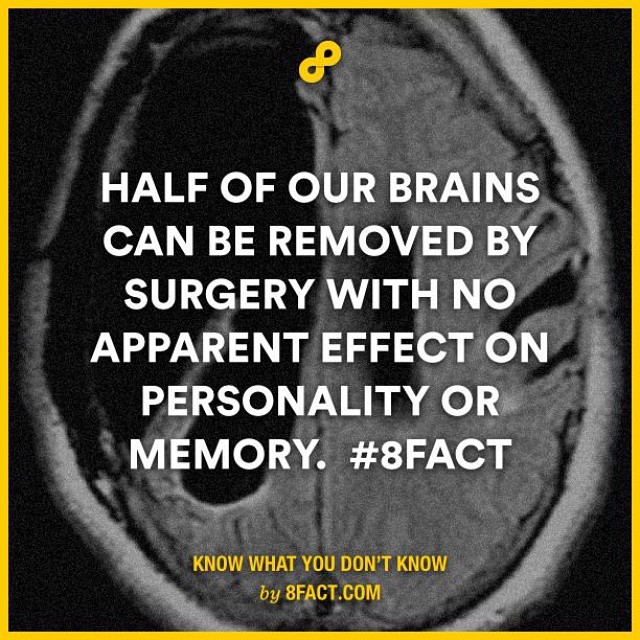 HALF OF OUR BRAINS
CAN BE REMOVED BY
SURGERY WITH NO
APPARENT EFFECT ON
PERSONALITY OR
MEMORY. #8FACT
KNOW WHAT YOU DON'T KNOW
by 8FACT.COM